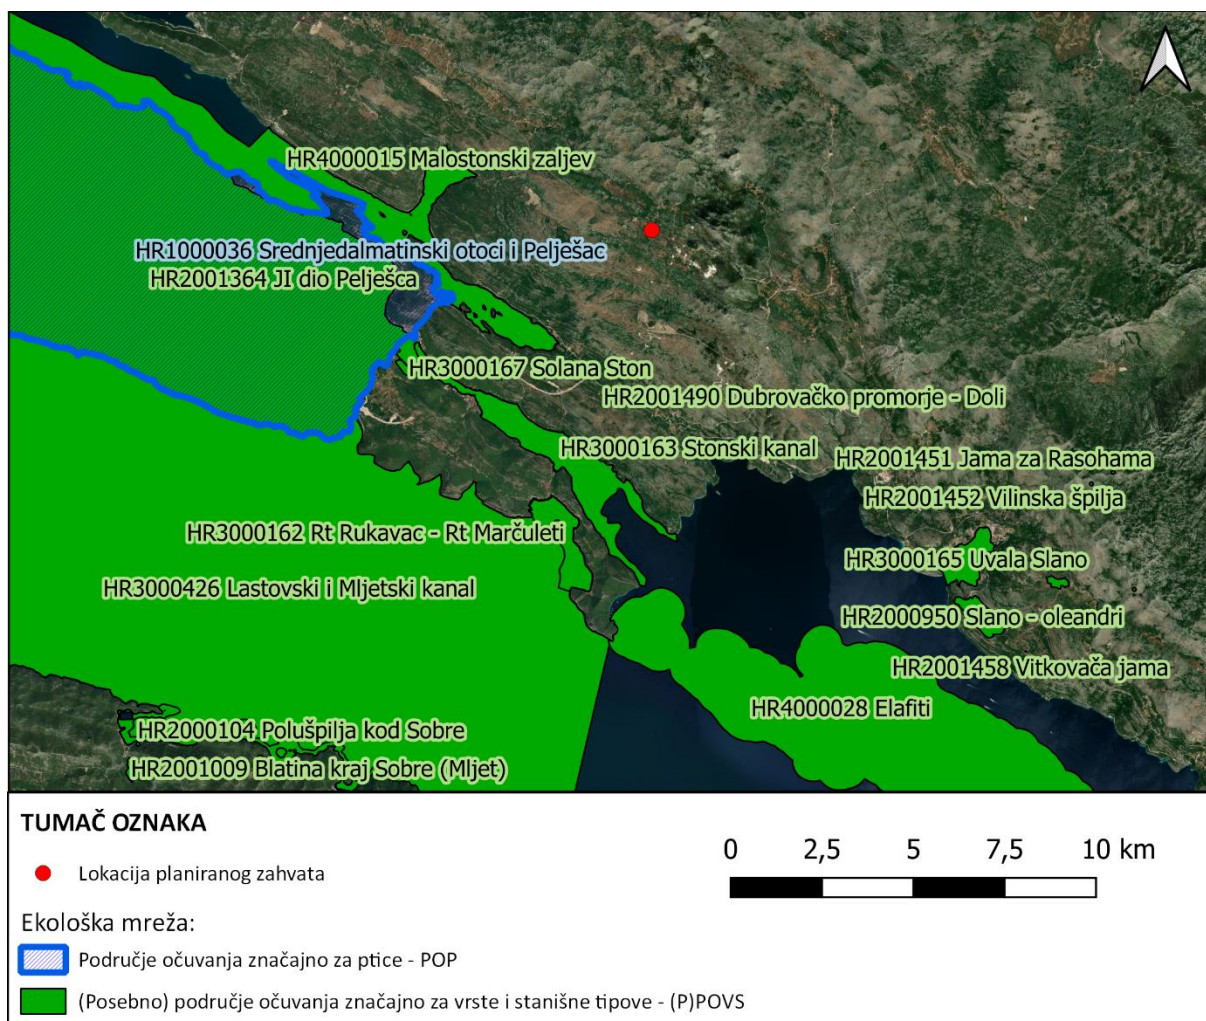 HR4000015 Malostonski zaljev
HR1000036 Srednjedalmatinski otoci i Pelješac
HR2001364 JI dio Pelješca
HR3000167 Solana Ston
HR2001490 Dubrovačko promorje - Doli
HR3000163 Stonski kanal
HR2001451 Jama za Rasohama
HR2001452 Vilinska špilja
HR3000162 Rt Rukavac - Rt Marčuleti
HR3000165 Uvala Slano
HR3000426 Lastovski i Mljetski kanal
HR2000950 Slano - oleandri
HR2001458 Vitkovača jama
HR4000028 Elafiti
HR2000104 Polušpilja kod Sobre
HR2001009 Blatina kraj Sobre (Mljet)
TUMAČ OZNAKA
Lokacija planiranog zahvata
0 2,5 5 7,5 10 km
Ekološka mreža:
Područje očuvanja značajno za ptice - POP
(Posebno) područje očuvanja značajno za vrste i stanišne tipove - (P)POVS